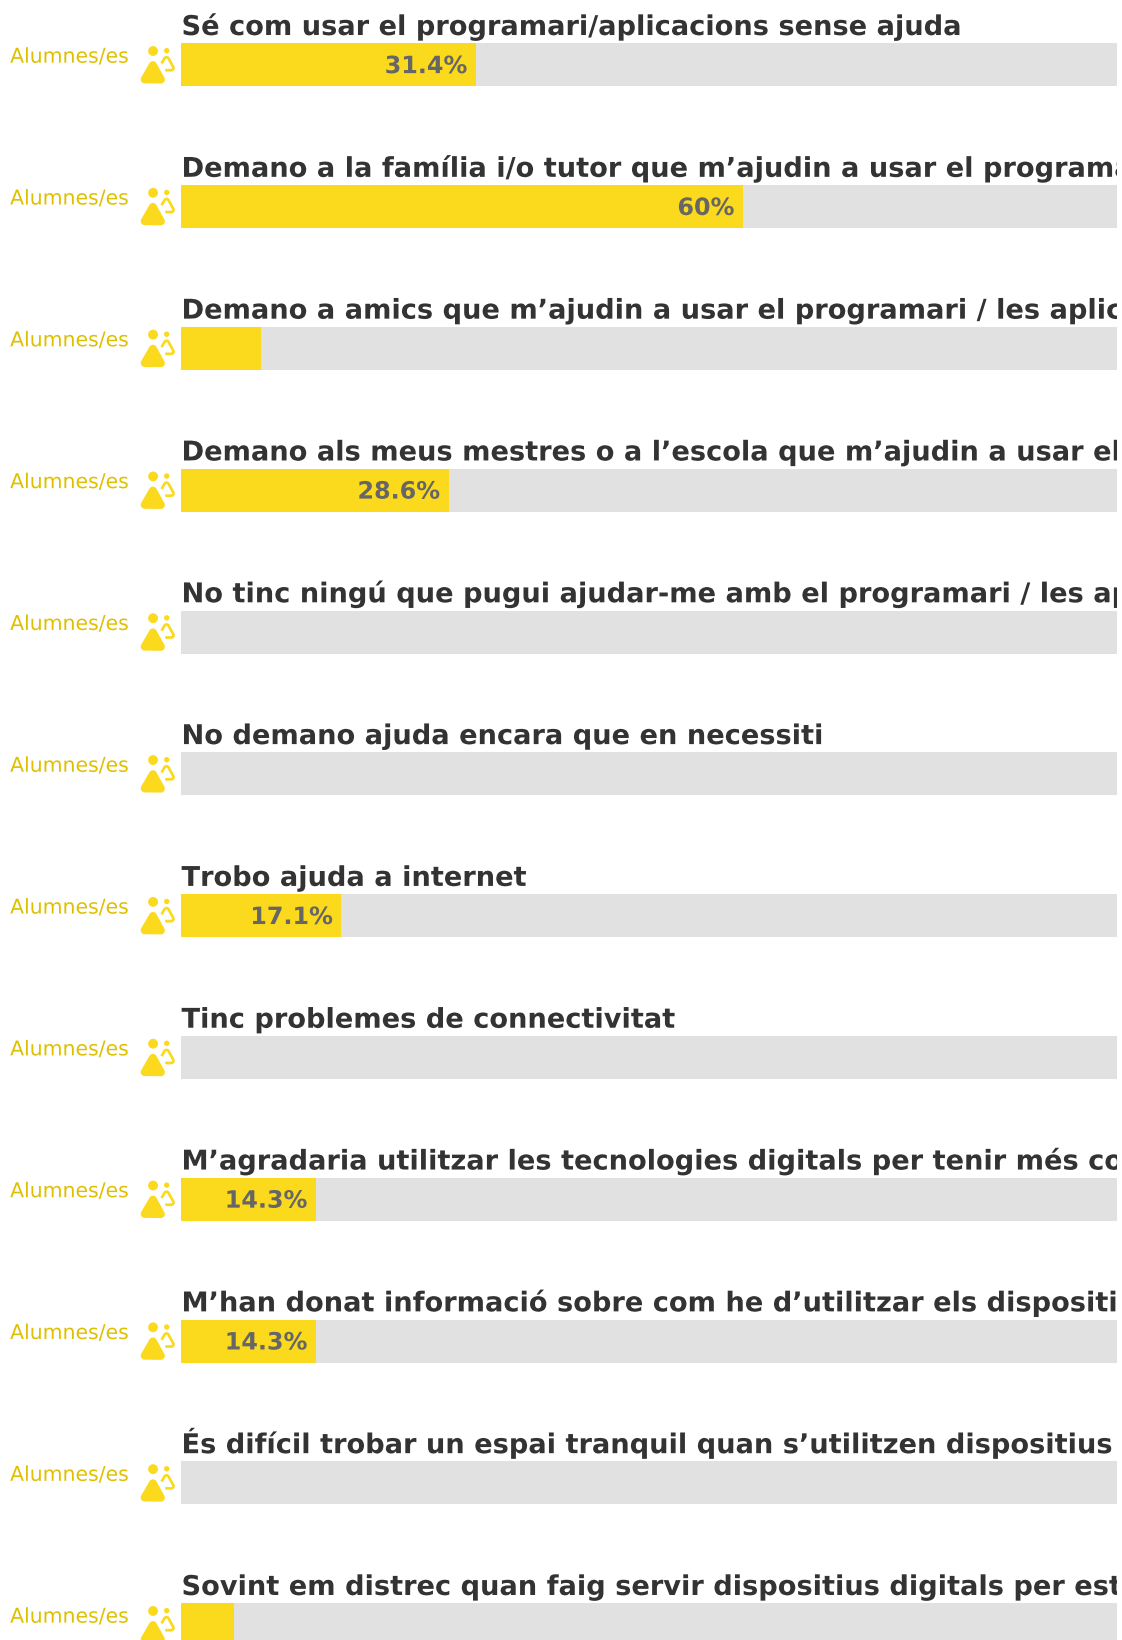 Sé com usar el programari/aplicacions sense ajuda
Alumnes/es
31.4%
Demano a la família i/o tutor que m’ajudin a usar el programa
Alumnes/es
60%
Demano a amics que m’ajudin a usar el programari / les aplic
Alumnes/es
Demano als meus mestres o a l’escola que m’ajudin a usar el
Alumnes/es
28.6%
No tinc ningú que pugui ajudar-me amb el programari / les ap
Alumnes/es
No demano ajuda encara que en necessiti
Alumnes/es
Trobo ajuda a internet
Alumnes/es
17.1%
Tinc problemes de connectivitat
Alumnes/es
M’agradaria utilitzar les tecnologies digitals per tenir més co
Alumnes/es
14.3%
M’han donat informació sobre com he d’utilitzar els dispositi
Alumnes/es
14.3%
És difícil trobar un espai tranquil quan s’utilitzen dispositius
Alumnes/es
Sovint em distrec quan faig servir dispositius digitals per est
Alumnes/es